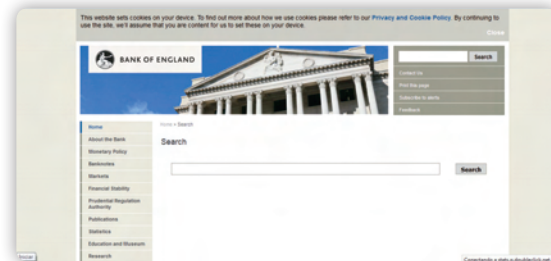 This website sets cookies on your device. To find out more about how we use cookies please refer to our Privacy and Cookie Policy. By continuing to
use the site, we'll assume that you are content for us to set these on your device.
Close
BANK OF ENGLAND
Search
Contact Us
Print this page
Subscribe to alerts
Feedback
Home
About the Bank
Monetary Policy
Banknotes
Markets
Financial Stability
Prudential Regulation
Authority
Publications
Statistics
Education and Museum
Research
Home » Search
Search
Search
Iniciar